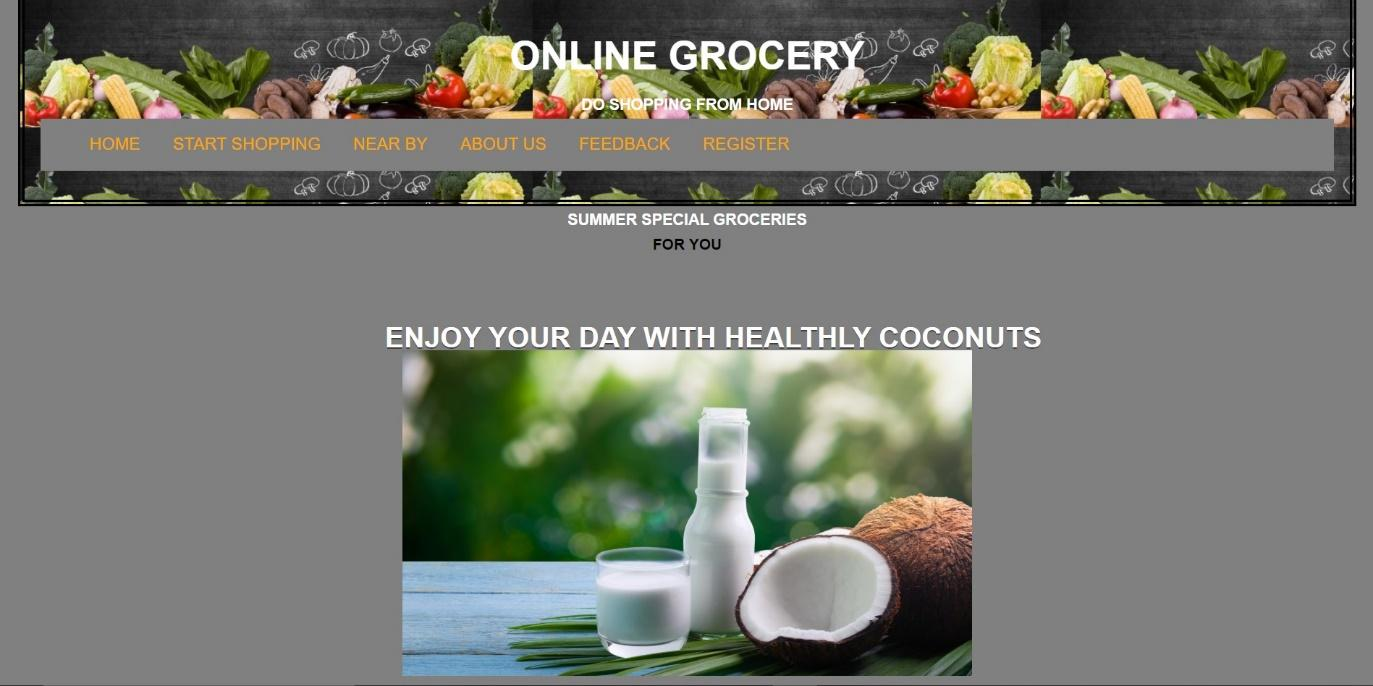 ONLINE GROCERY
DO SHOPPING FROM HOME
HOME START SHOPPING NEAR BY ABOUT US FEEDBACK REGISTER
SUMMER SPECIAL GROCERIES
FOR YOU
ENJOY YOUR DAY WITH HEALTHLY COCONUTS